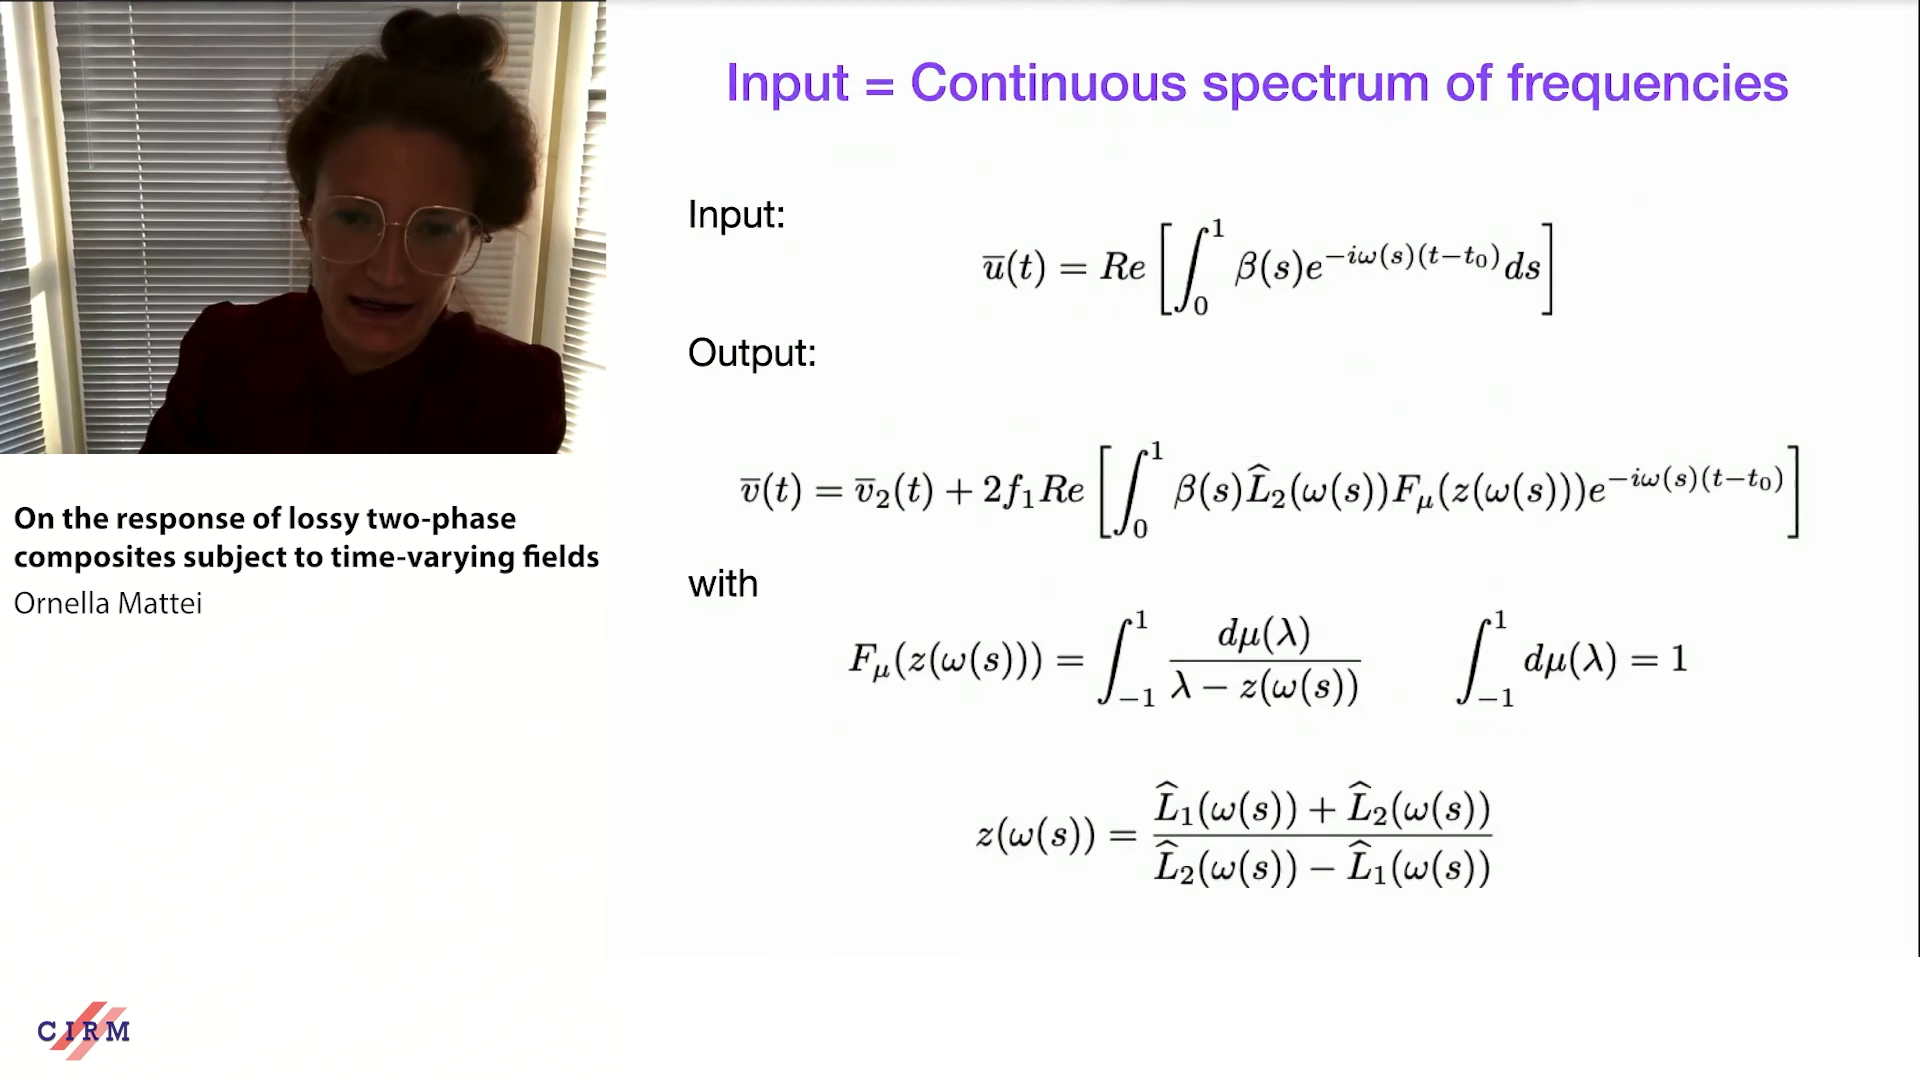 Input = Continuous spectrum of frequencies
Input:
u̅(t) = Re [∫₀¹ β(s)e^{−iω(s)(t−t₀)} ds]
Output:
v̅(t) = v̅₂(t) + 2f₁Re [∫₀¹ β(s)L̂₂(ω(s))F_μ(z(ω(s)))e^{−iω(s)(t−t₀)}]
with
F_μ(z(ω(s))) = ∫₋₁¹ dμ(λ) / (λ − z(ω(s))) ∫₋₁¹ dμ(λ) = 1
z(ω(s)) = (L̂₁(ω(s)) + L̂₂(ω(s))) / (L̂₂(ω(s)) − L̂₁(ω(s)))
On the response of lossy two-phase
composites subject to time-varying fields
Ornella Mattei
CIRM